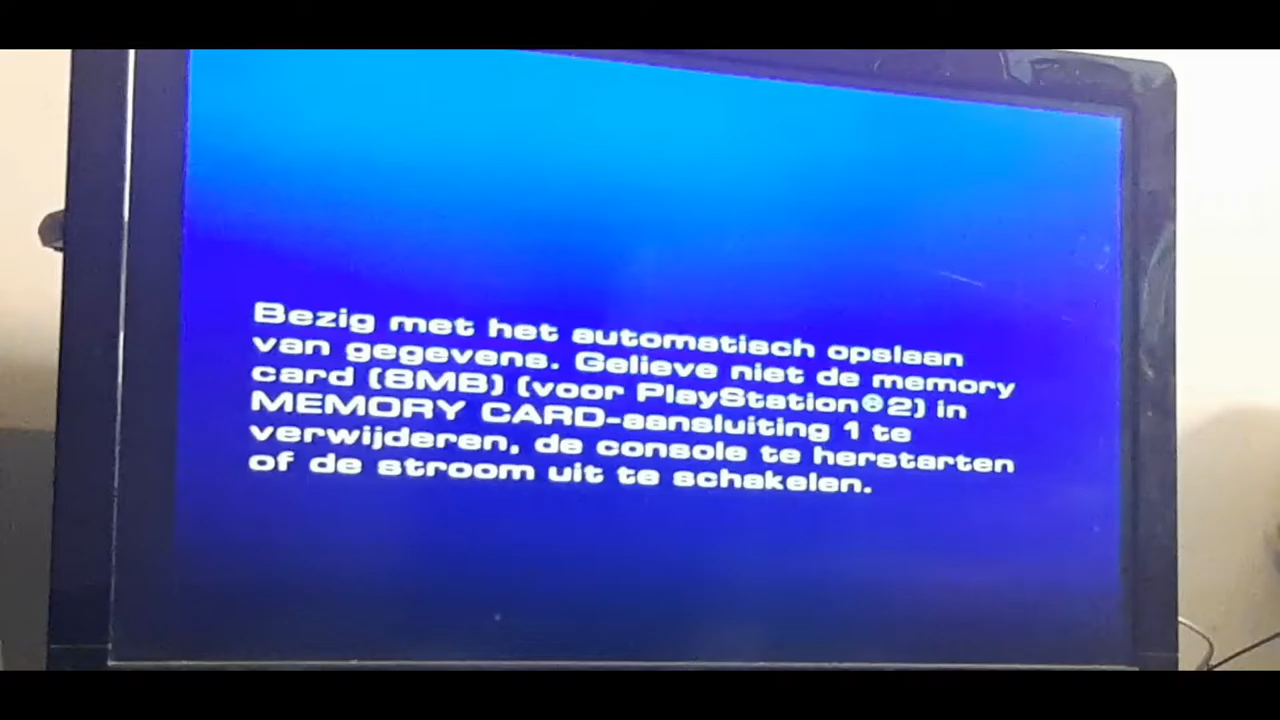 Bezig met het automatisch opslaan
van gegevens. Gelieve niet de memory
card (8MB) (voor PlayStation®2) in
MEMORY CARD-aansluiting 1 te
verwijderen, de console te herstarten
of de stroom uit te schakelen.